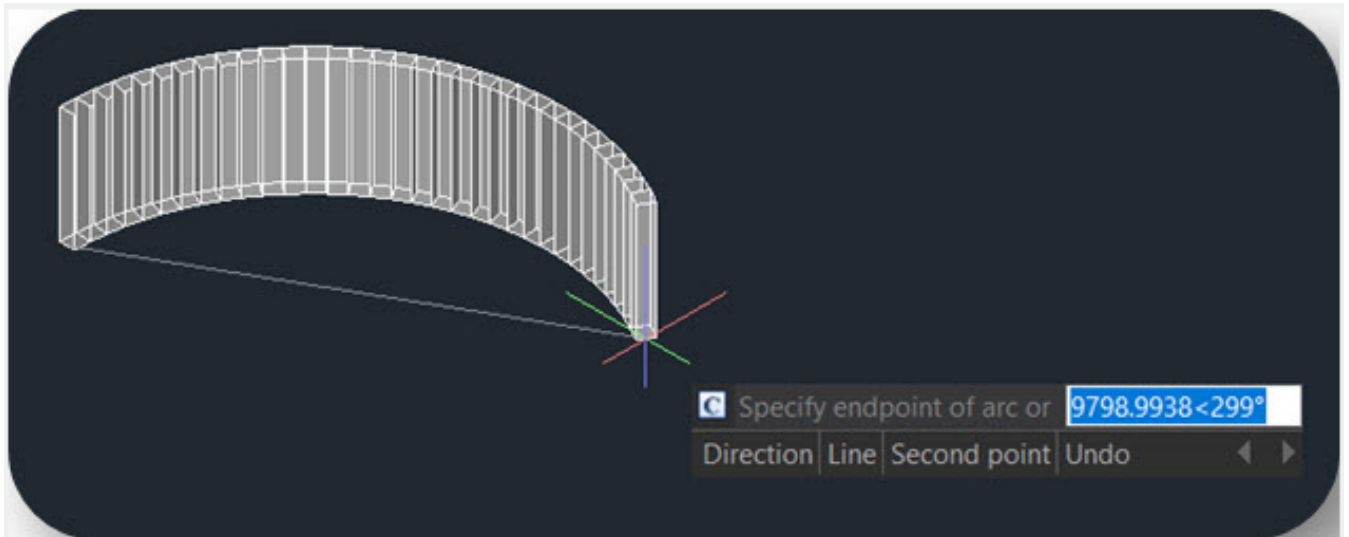 C Specify endpoint of arc or 9798.9938<299°
Direction Line Second point Undo